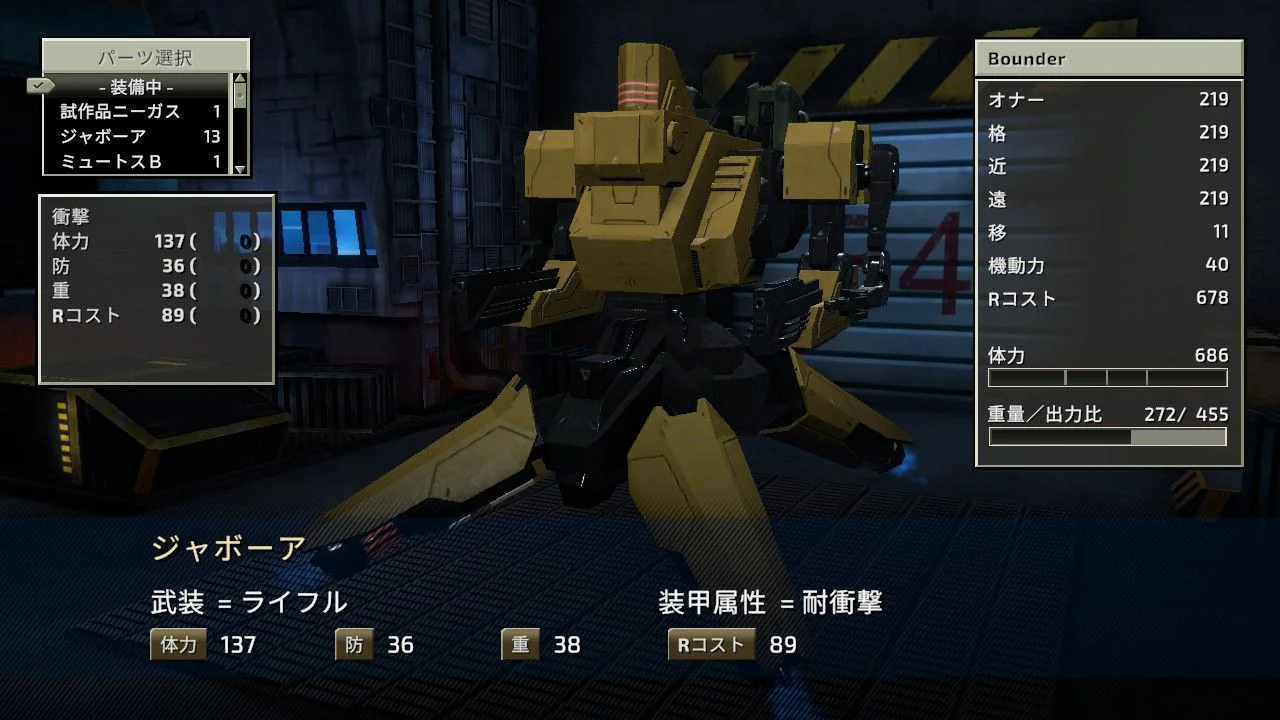 パーツ選択
- 装備中 -
試作品ニーガス 1
ジャボーア 13
ミュートスB 1
衝撃
体力 137( 0)
防 36( 0)
重 38( 0)
Rコスト 89( 0)
Bounder
オナー 219
格 219
近 219
遠 219
移 11
機動力 40
Rコスト 678
体力 686
重量／出力比 272/ 455
4
ジャボーア
武装 = ライフル 装甲属性 = 耐衝撃
体力 137 防 36 重 38 Rコスト 89